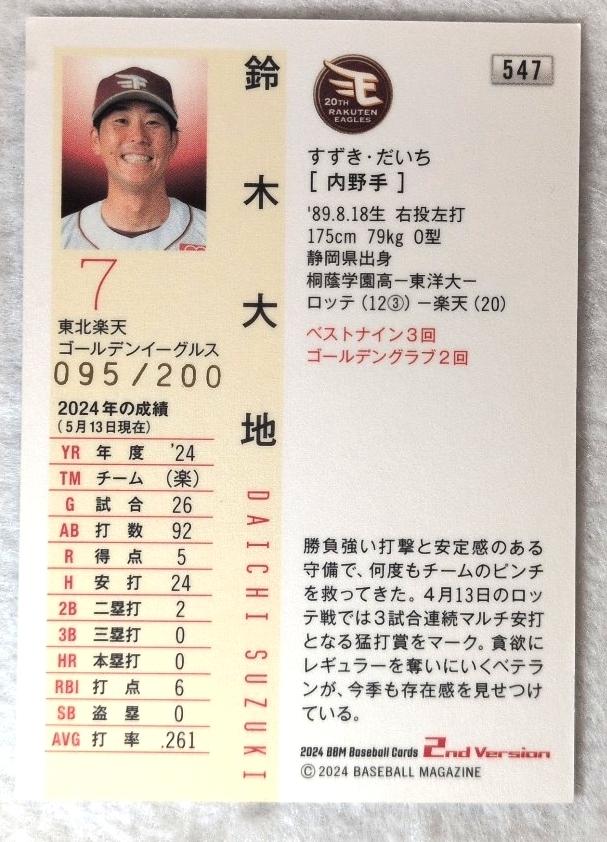 鈴木大地
DAICHI SUZUKI
7
東北楽天
ゴールデンイーグルス
095/200
2024年の成績
(5月13日現在)
YR 年度 '24
TM チーム (楽)
G 試合 26
AB 打数 92
R 得点 5
H 安打 24
2B 二塁打 2
3B 三塁打 0
HR 本塁打 0
RBI 打点 6
SB 盗塁 0
AVG 打率 .261
20TH
RAKUTEN
EAGLES
547
すずき・だいち
[ 内野手 ]
'89.8.18生 右投左打
175cm 79kg O型
静岡県出身
桐蔭学園高－東洋大－
ロッテ(12③)－楽天(20)
ベストナイン3回
ゴールデングラブ2回
勝負強い打撃と安定感のある
守備で、何度もチームのピンチ
を救ってきた。4月13日のロッ
テ戦では3試合連続マルチ安打
となる猛打賞をマーク。貪欲に
レギュラーを奪いにいくベテラ
ンが、今季も存在感を見せつけ
ている。
2024 BBM Baseball Cards 2nd Version
© 2024 BASEBALL MAGAZINE